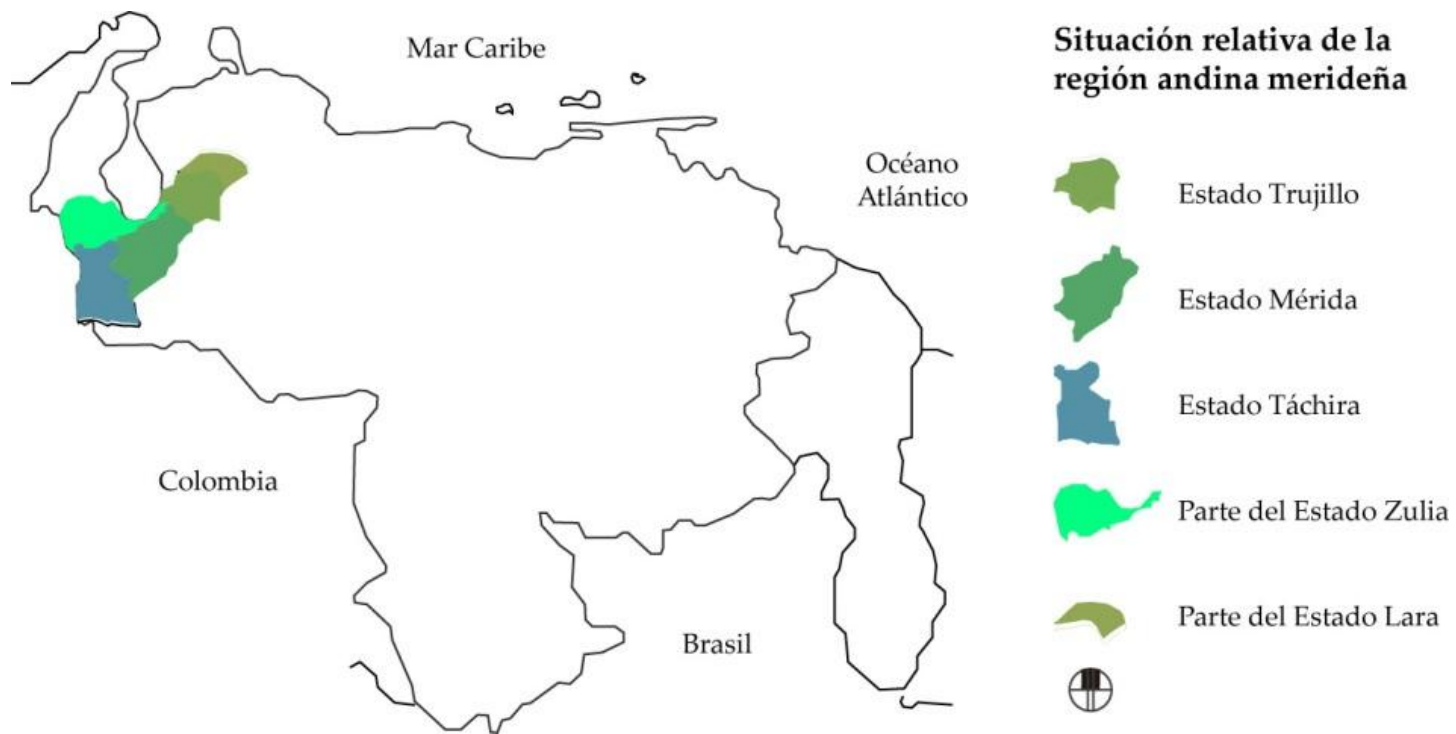 Mar Caribe
Océano
Atlántico
Colombia
Brasil
Situación relativa de la
región andina merideña
Estado Trujillo
Estado Mérida
Estado Táchira
Parte del Estado Zulia
Parte del Estado Lara